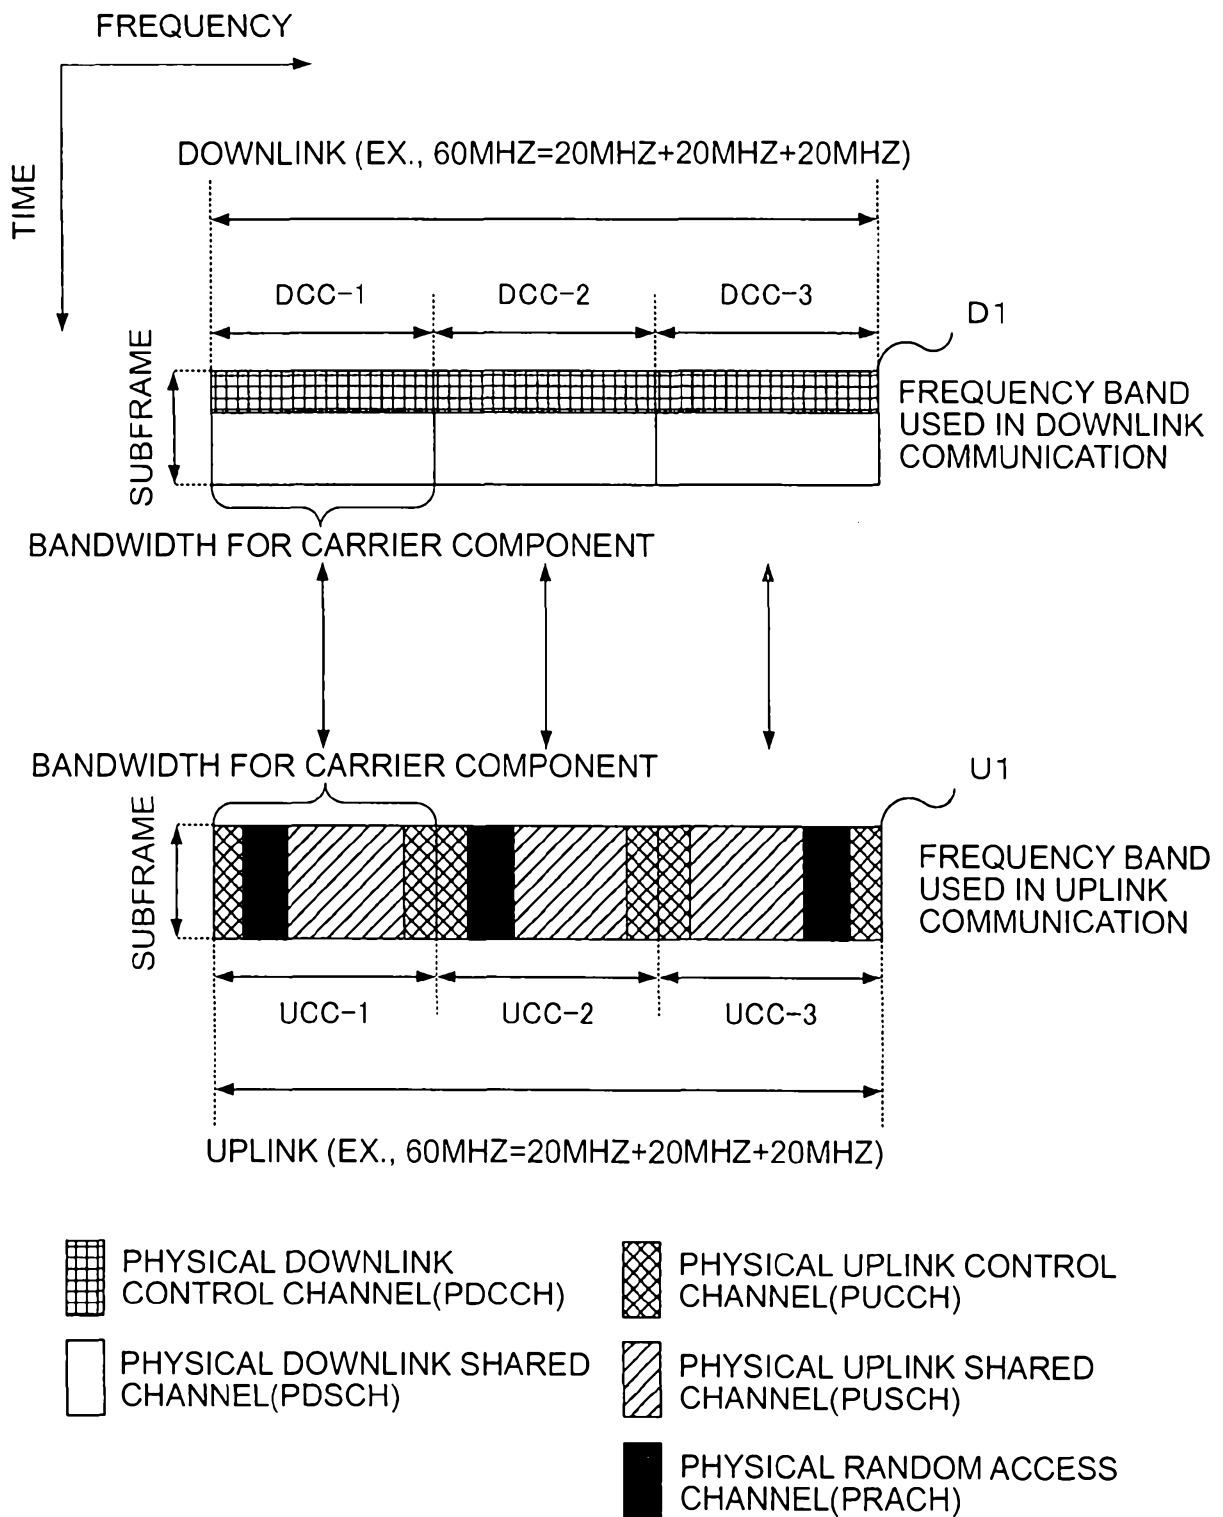 FREQUENCY
TIME
DOWNLINK (EX., 60MHZ=20MHZ+20MHZ+20MHZ)
DCC-1
DCC-2
DCC-3
D1
SUBFRAME
FREQUENCY BAND
USED IN DOWNLINK
COMMUNICATION
BANDWIDTH FOR CARRIER COMPONENT
BANDWIDTH FOR CARRIER COMPONENT
U1
SUBFRAME
FREQUENCY BAND
USED IN UPLINK
COMMUNICATION
UCC-1
UCC-2
UCC-3
UPLINK (EX., 60MHZ=20MHZ+20MHZ+20MHZ)
PHYSICAL DOWNLINK
CONTROL CHANNEL(PDCCH)
PHYSICAL DOWNLINK SHARED
CHANNEL(PDSCH)
PHYSICAL UPLINK CONTROL
CHANNEL(PUCCH)
PHYSICAL UPLINK SHARED
CHANNEL(PUSCH)
PHYSICAL RANDOM ACCESS
CHANNEL(PRACH)